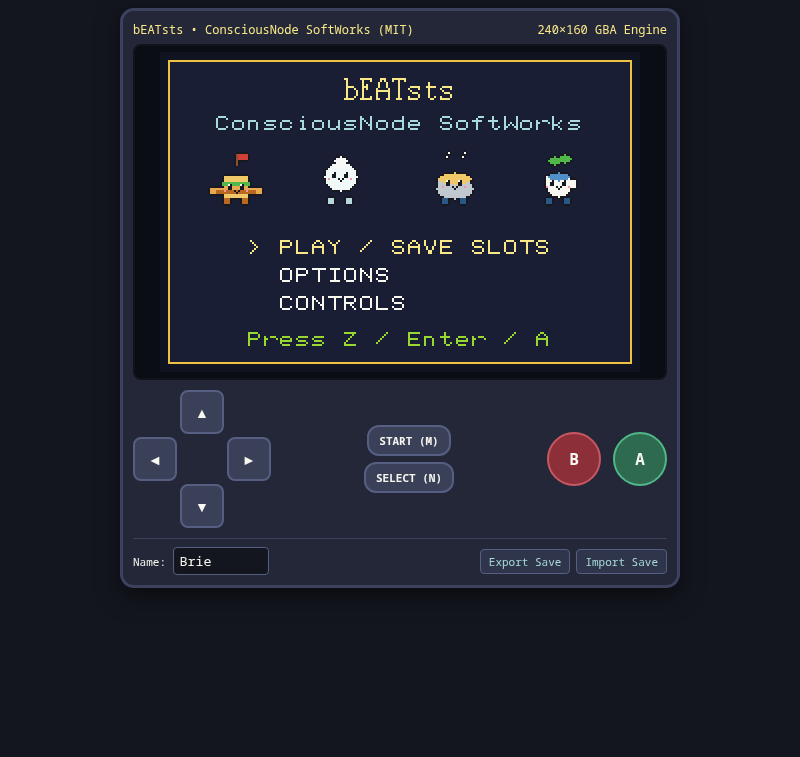 bEATsts • ConsciousNode SoftWorks (MIT)
240×160 GBA Engine
bEATsts
ConsciousNode SoftWorks
> PLAY / SAVE SLOTS
OPTIONS
CONTROLS
Press Z / Enter / A
▲
◀
▶
▼
START (M)
SELECT (N)
B
A
Name: Brie
Export Save
Import Save